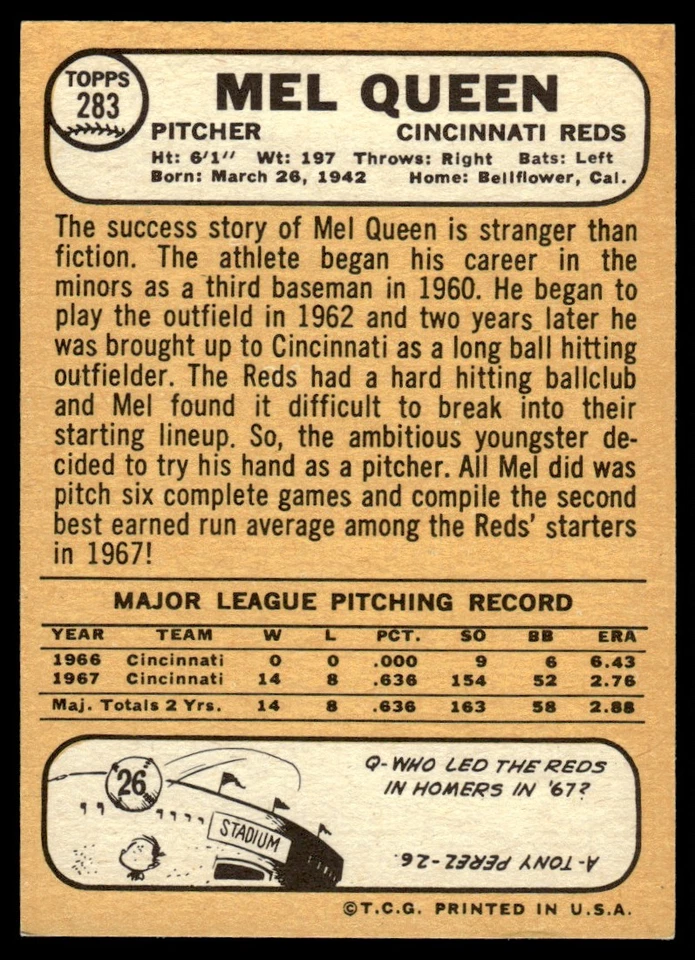 TOPPS
283
MEL QUEEN
PITCHER CINCINNATI REDS
Ht: 6'1" Wt: 197 Throws: Right Bats: Left
Born: March 26, 1942 Home: Bellflower, Cal.
The success story of Mel Queen is stranger than
fiction. The athlete began his career in the
minors as a third baseman in 1960. He began to
play the outfield in 1962 and two years later he
was brought up to Cincinnati as a long ball hitting
outfielder. The Reds had a hard hitting ballclub
and Mel found it difficult to break into their
starting lineup. So, the ambitious youngster de-
cided to try his hand as a pitcher. All Mel did was
pitch six complete games and compile the second
best earned run average among the Reds' starters
in 1967!
MAJOR LEAGUE PITCHING RECORD
YEAR TEAM W L PCT. SO BB ERA
1966 Cincinnati 0 0 .000 9 6 6.43
1967 Cincinnati 14 8 .636 154 52 2.76
Maj. Totals 2 Yrs. 14 8 .636 163 58 2.88
26
STADIUM
Q-WHO LED THE REDS
IN HOMERS IN '67?
A-TONY PEREZ-26.
©T.C.G. PRINTED IN U.S.A.